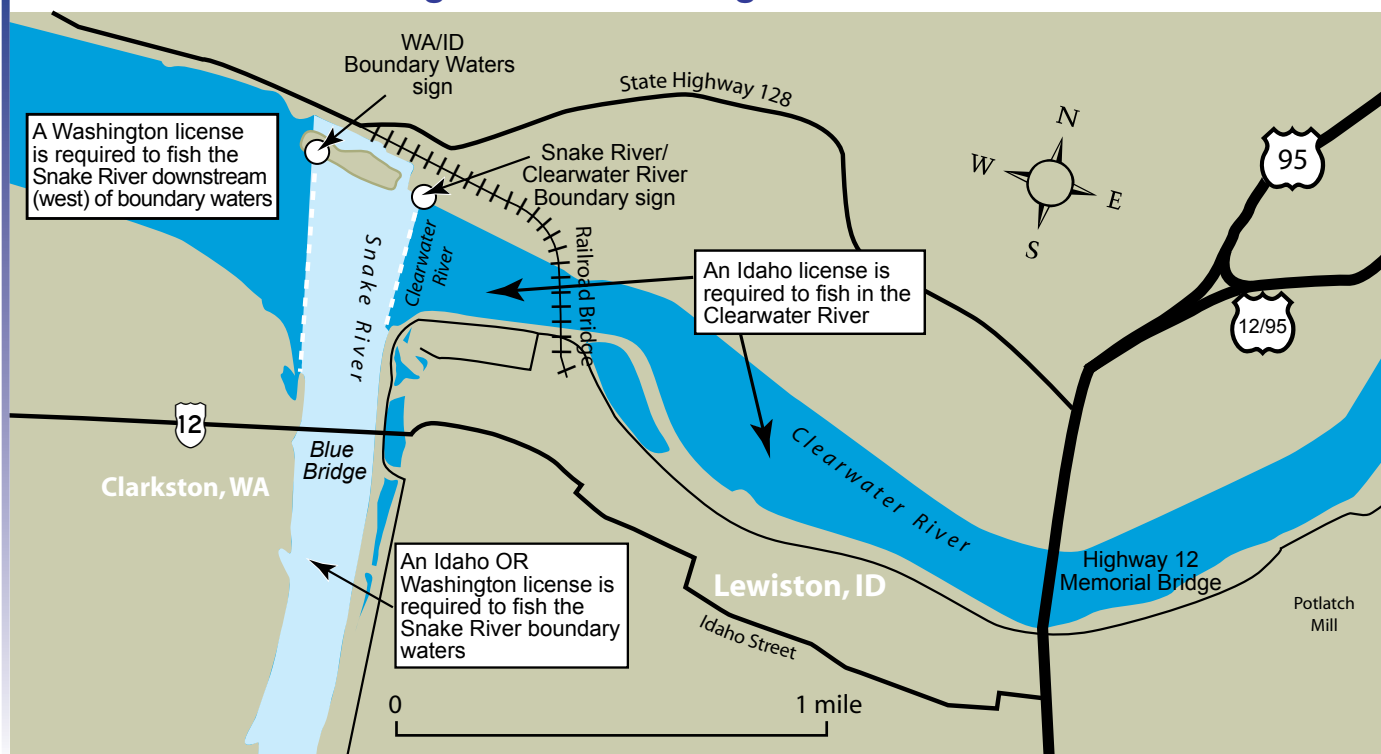 WA/ID
Boundary Waters
sign
State Highway 128
A Washington license
is required to fish the
Snake River downstream
(west) of boundary waters
Snake River/
Clearwater River
Boundary sign
N
W
E
S
95
12/95
Snake River
Clearwater
River
Railroad Bridge
An Idaho license is
required to fish in the
Clearwater River
12
Blue
Bridge
Clarkston, WA
Clearwater River
An Idaho OR
Washington license is
required to fish the
Snake River boundary
waters
Lewiston, ID
Highway 12
Memorial Bridge
Potlatch
Mill
Idaho Street
0
1 mile